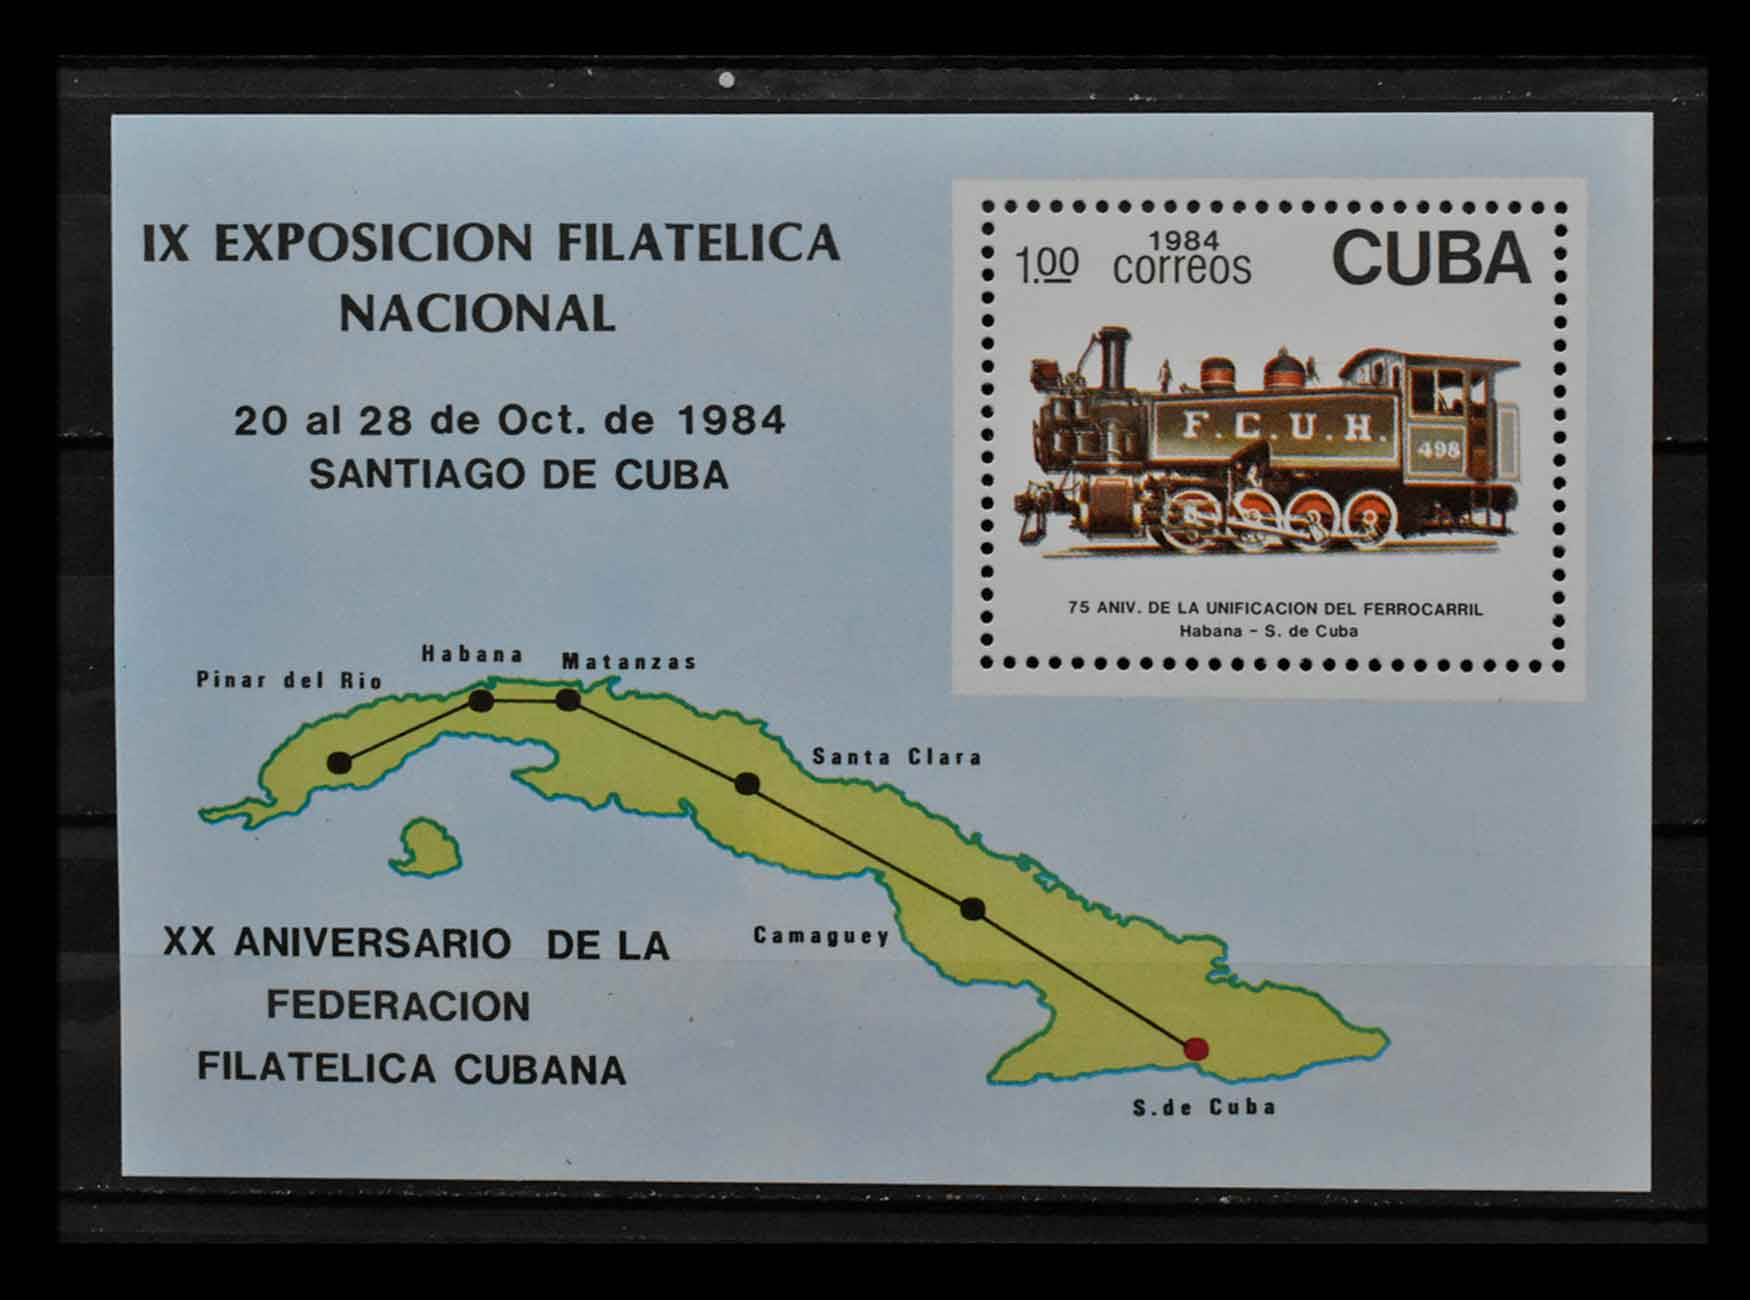 IX EXPOSICION FILATELICA
NACIONAL
20 al 28 de Oct. de 1984
SANTIAGO DE CUBA
1.00
1984
correos
CUBA
F.C.U.H.
498
75 ANIV. DE LA UNIFICACION DEL FERROCARRIL
Habana - S. de Cuba
Pinar del Rio
Habana
Matanzas
Santa Clara
Camaguey
S. de Cuba
XX ANIVERSARIO DE LA
FEDERACION
FILATELICA CUBANA